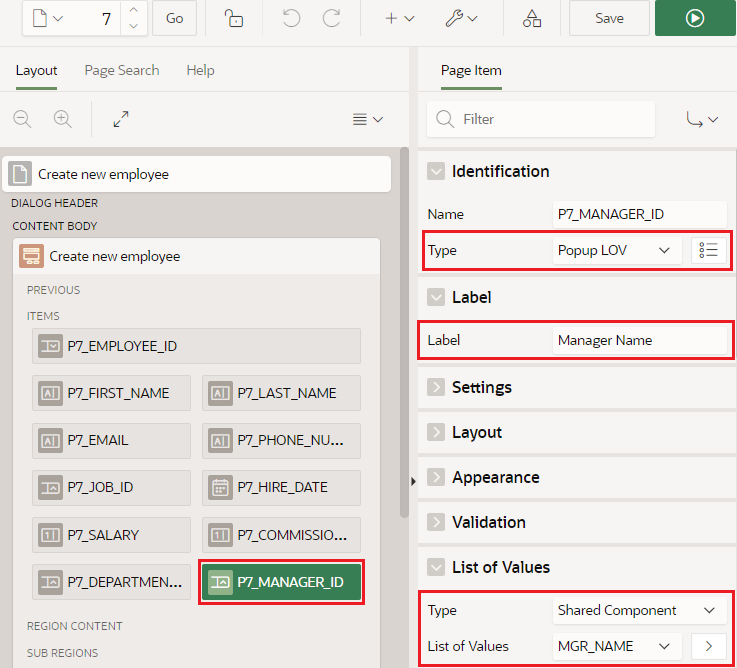 7 Go Save
Layout Page Search Help
Create new employee
DIALOG HEADER
CONTENT BODY
Create new employee
PREVIOUS
ITEMS
P7_EMPLOYEE_ID
P7_FIRST_NAME P7_LAST_NAME
P7_EMAIL P7_PHONE_NU...
P7_JOB_ID P7_HIRE_DATE
P7_SALARY P7_COMMISSIO...
P7_DEPARTMEN... P7_MANAGER_ID
REGION CONTENT
SUB REGIONS
Page Item
Filter
Identification
Name P7_MANAGER_ID
Type Popup LOV
Label
Label Manager Name
Settings
Layout
Appearance
Validation
List of Values
Type Shared Component
List of Values MGR_NAME